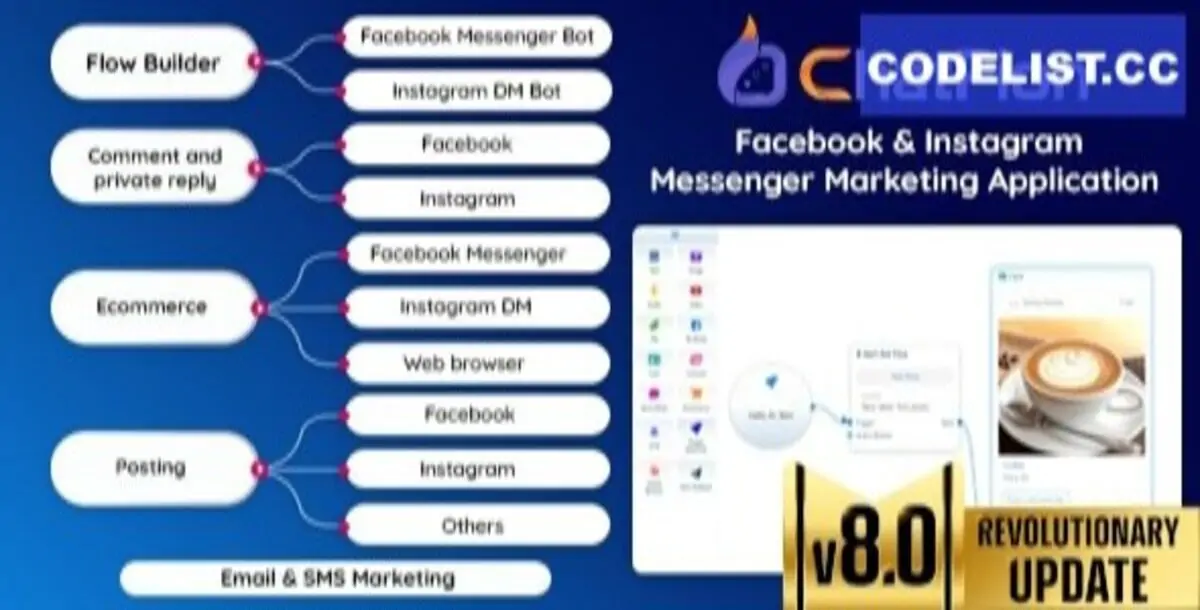 Flow Builder
Facebook Messenger Bot
Instagram DM Bot
Comment and
private reply
Facebook
Instagram
Ecommerce
Facebook Messenger
Instagram DM
Web browser
Posting
Facebook
Instagram
Others
Email & SMS Marketing
CODELIST.CC
Facebook & Instagram
Messenger Marketing Application
v8.0
REVOLUTIONARY
UPDATE